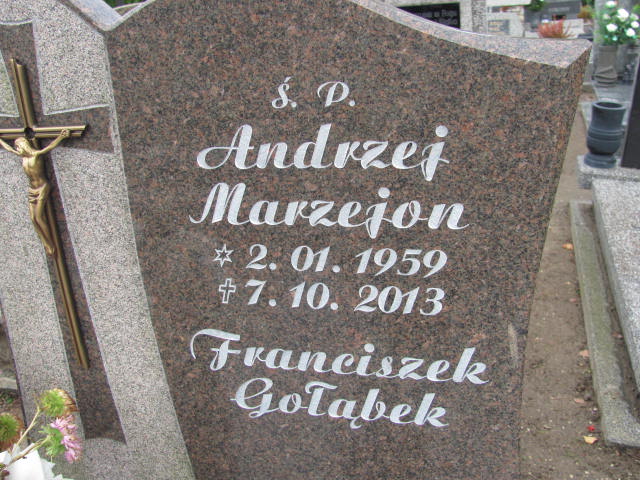 Ś. P.
Andrzej
Marzejon
✡ 2. 01. 1959
✝ 7. 10. 2013
Franciszek
Gołąbek